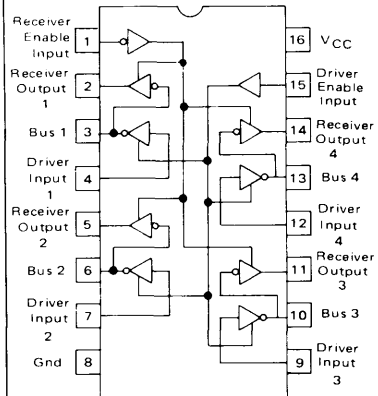 Receiver
Enable
Input
1
Receiver
Output
1
2
Bus 1
3
Driver
Input
1
4
Receiver
Output
2
5
Bus 2
6
Driver
Input
2
7
Gnd
8
16
VCC
15
Driver
Enable
Input
14
Receiver
Output
4
13
Bus 4
12
Driver
Input
4
11
Receiver
Output
3
10
Bus 3
9
Driver
Input
3